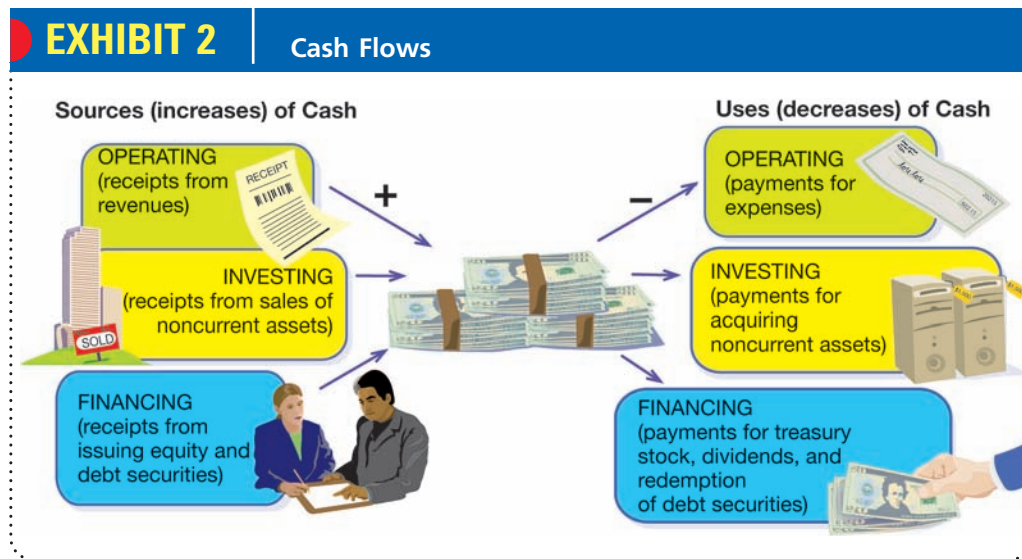 EXHIBIT 2
Cash Flows
Sources (increases) of Cash
OPERATING
(receipts from
revenues)
RECEIPT
+
INVESTING
(receipts from sales of
noncurrent assets)
SOLD
FINANCING
(receipts from
issuing equity and
debt securities)
Uses (decreases) of Cash
−
OPERATING
(payments for
expenses)
INVESTING
(payments for
acquiring
noncurrent assets)
FINANCING
(payments for treasury
stock, dividends, and
redemption
of debt securities)